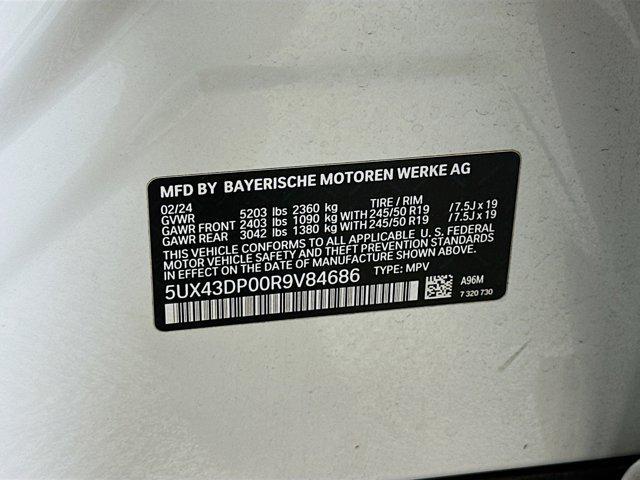 MFD BY BAYERISCHE MOTOREN WERKE AG
02/24 TIRE / RIM
GVWR 5203 lbs 2360 kg
GAWR FRONT 2403 lbs 1090 kg WITH 245/50 R19 /7.5J x 19
GAWR REAR 3042 lbs 1380 kg WITH 245/50 R19 /7.5J x 19
THIS VEHICLE CONFORMS TO ALL APPLICABLE U. S. FEDERAL
MOTOR VEHICLE SAFETY AND THEFT PREVENTION STANDARDS
IN EFFECT ON THE DATE OF MANUFACTURE SHOWN ABOVE.
5UX43DP00R9V84686 TYPE: MPV
A96M
7 320 730